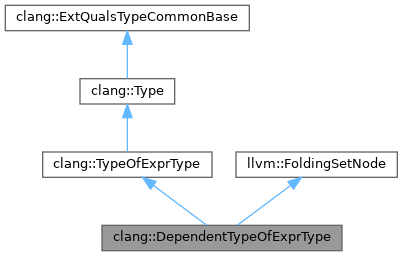 clang::ExtQualsTypeCommonBase
clang::Type
clang::TypeOfExprType
llvm::FoldingSetNode
clang::DependentTypeOfExprType